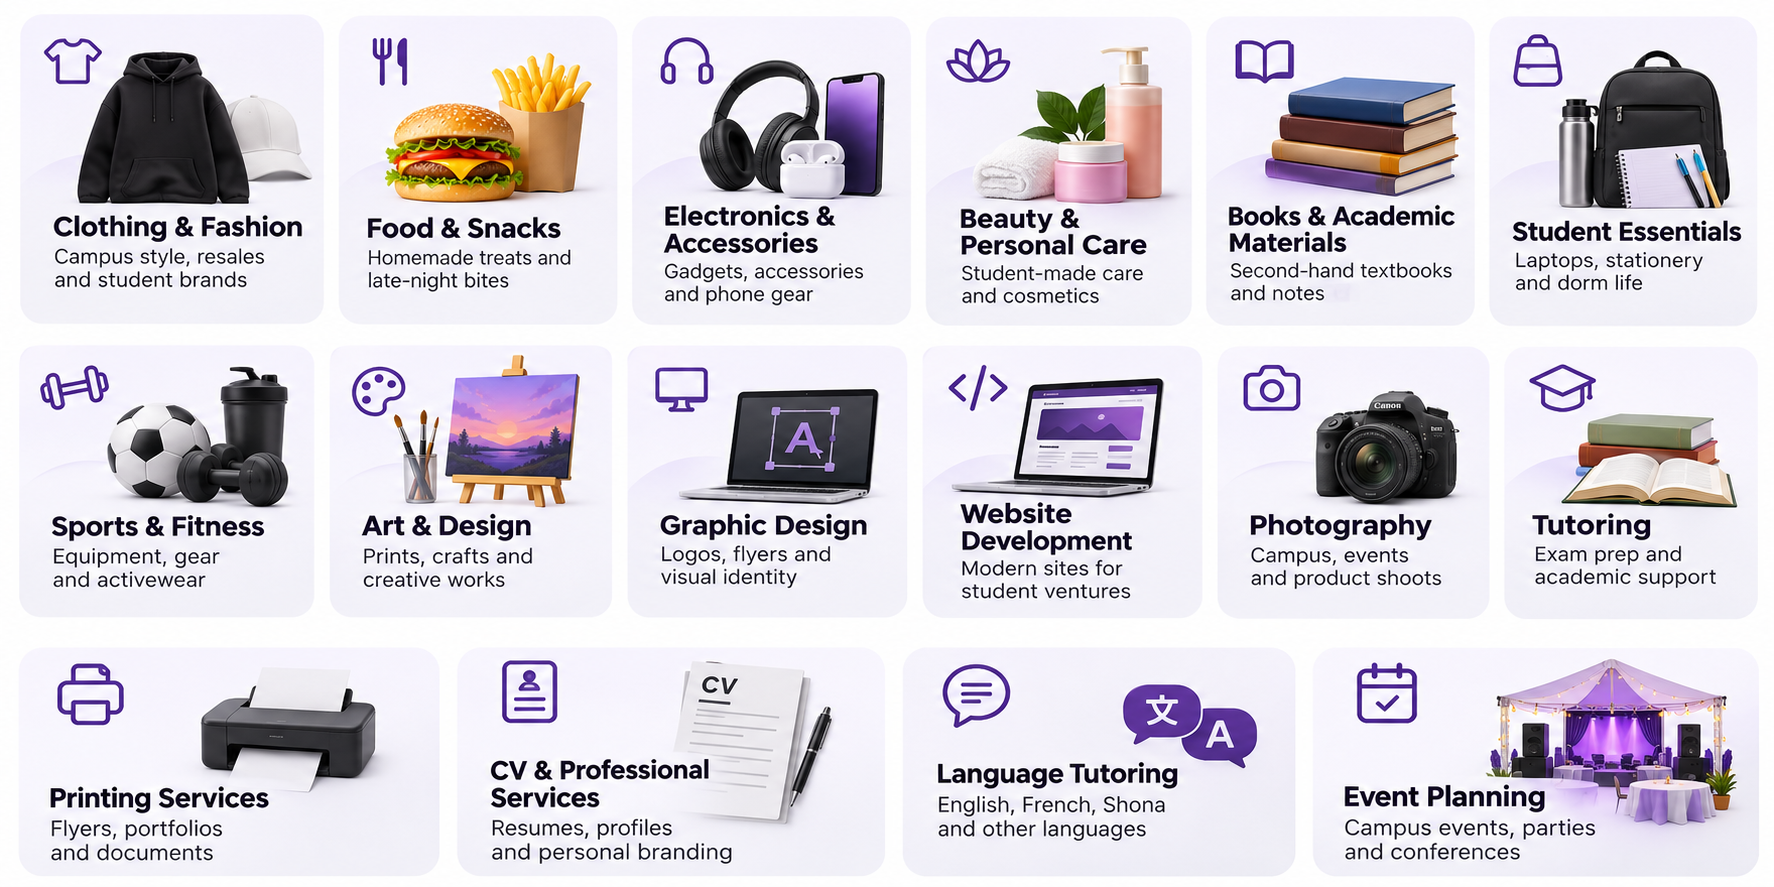 Clothing & Fashion
Campus style, resales
and student brands
Food & Snacks
Homemade treats and
late-night bites
Electronics &
Accessories
Gadgets, accessories
and phone gear
Beauty &
Personal Care
Student-made care
and cosmetics
Books & Academic
Materials
Second-hand textbooks
and notes
Student Essentials
Laptops, stationery
and dorm life
Sports & Fitness
Equipment, gear
and activewear
Art & Design
Prints, crafts and
creative works
A
Graphic Design
Logos, flyers and
visual identity
</>
Website
Development
Modern sites for
student ventures
Canon
Photography
Campus, events
and product shoots
Tutoring
Exam prep and
academic support
Printing Services
Flyers, portfolios
and documents
CV
CV & Professional
Services
Resumes, profiles
and personal branding
文
A
Language Tutoring
English, French, Shona
and other languages
Event Planning
Campus events, parties
and conferences